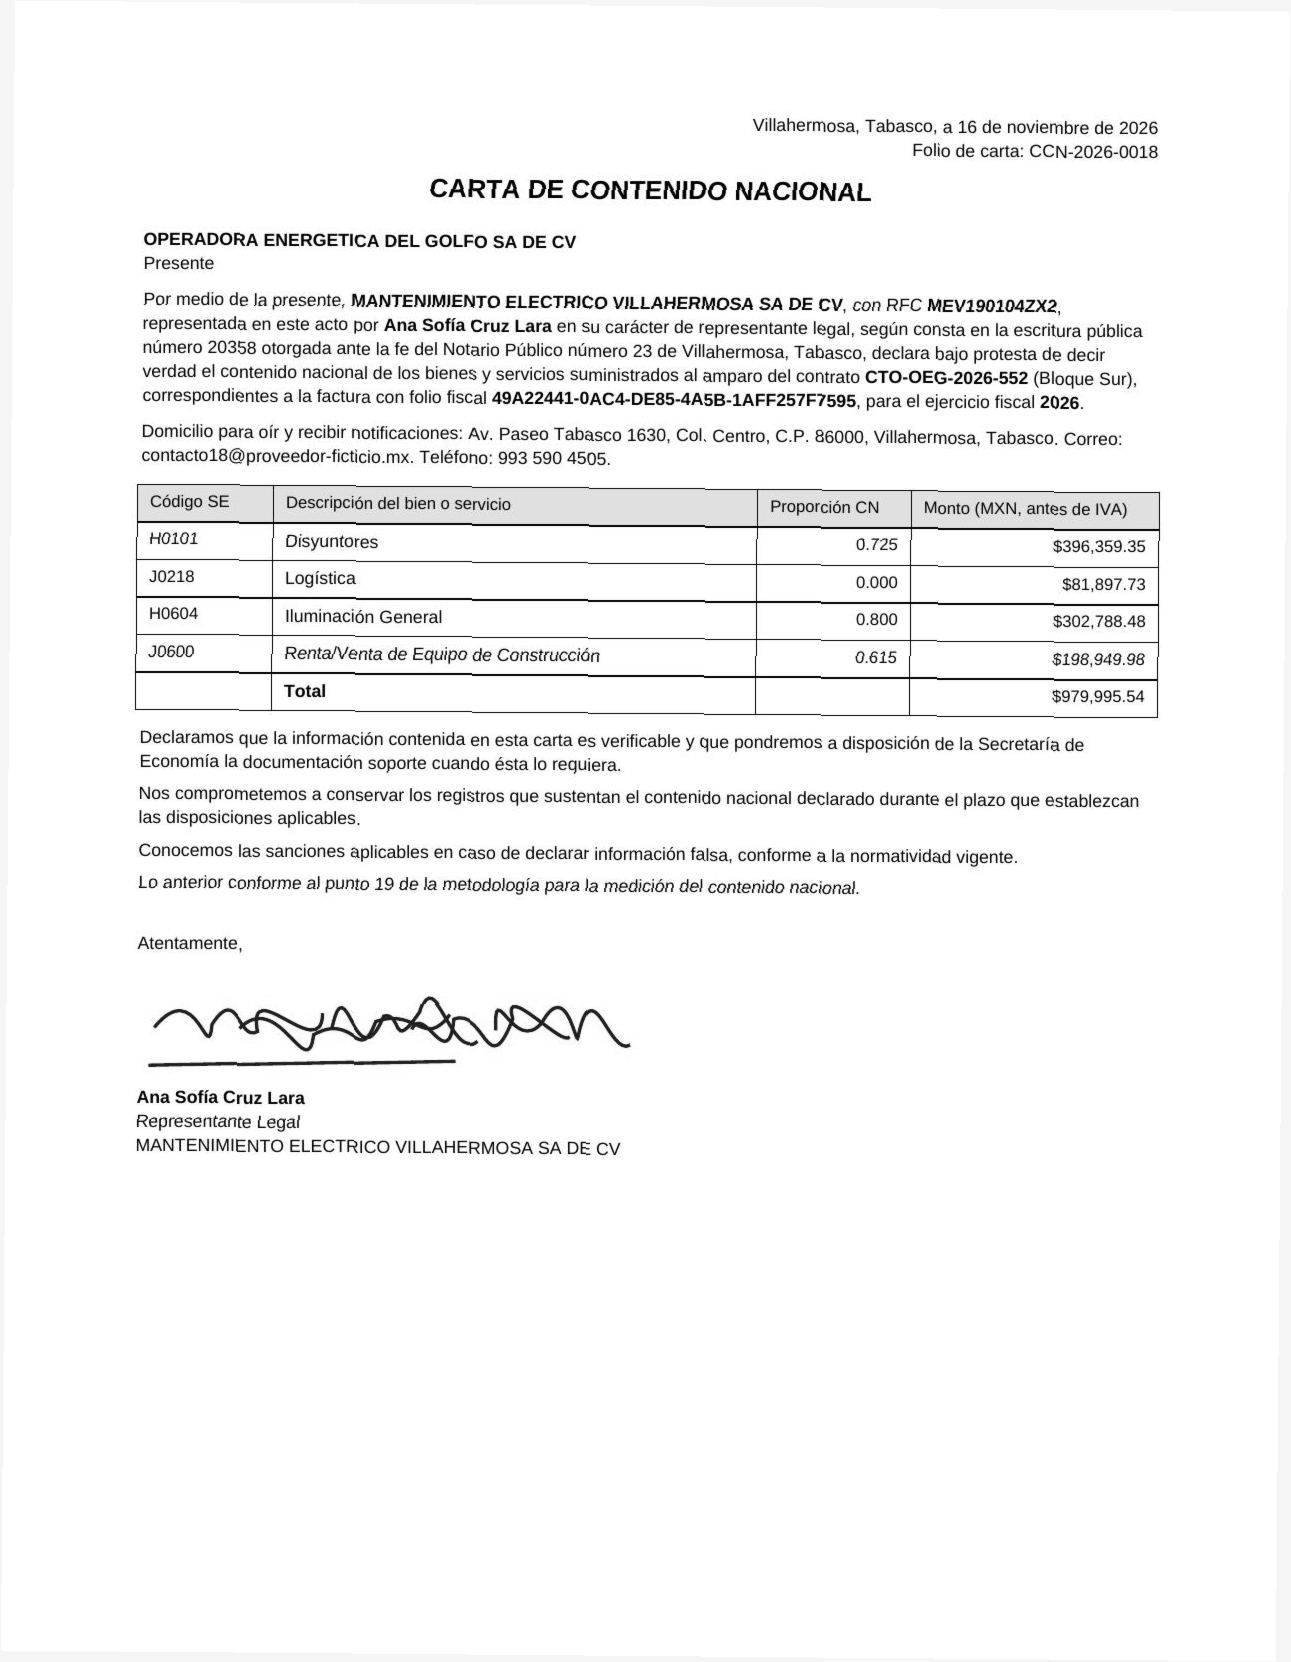 Villahermosa, Tabasco, a 16 de noviembre de 2026
Folio de carta: CCN-2026-0018
CARTA DE CONTENIDO NACIONAL
OPERADORA ENERGETICA DEL GOLFO SA DE CV
Presente
Por medio de la presente, MANTENIMIENTO ELECTRICO VILLAHERMOSA SA DE CV, con RFC MEV190104ZX2,
representada en este acto por Ana Sofía Cruz Lara en su carácter de representante legal, según consta en la escritura pública
número 20358 otorgada ante la fe del Notario Público número 23 de Villahermosa, Tabasco, declara bajo protesta de decir
verdad el contenido nacional de los bienes y servicios suministrados al amparo del contrato CTO-OEG-2026-552 (Bloque Sur),
correspondientes a la factura con folio fiscal 49A22441-0AC4-DE85-4A5B-1AFF257F7595, para el ejercicio fiscal 2026.
Domicilio para oír y recibir notificaciones: Av. Paseo Tabasco 1630, Col. Centro, C.P. 86000, Villahermosa, Tabasco. Correo:
contacto18@proveedor-ficticio.mx. Teléfono: 993 590 4505.
Código SE Descripción del bien o servicio Proporción CN Monto (MXN, antes de IVA)
H0101 Disyuntores 0.725 $396,359.35
J0218 Logística 0.000 $81,897.73
H0604 Iluminación General 0.800 $302,788.48
J0600 Renta/Venta de Equipo de Construcción 0.615 $198,949.98
Total $979,995.54
Declaramos que la información contenida en esta carta es verificable y que pondremos a disposición de la Secretaría de
Economía la documentación soporte cuando ésta lo requiera.
Nos comprometemos a conservar los registros que sustentan el contenido nacional declarado durante el plazo que establezcan
las disposiciones aplicables.
Conocemos las sanciones aplicables en caso de declarar información falsa, conforme a la normatividad vigente.
Lo anterior conforme al punto 19 de la metodología para la medición del contenido nacional.
Atentamente,
Ana Sofía Cruz Lara
Representante Legal
MANTENIMIENTO ELECTRICO VILLAHERMOSA SA DE CV